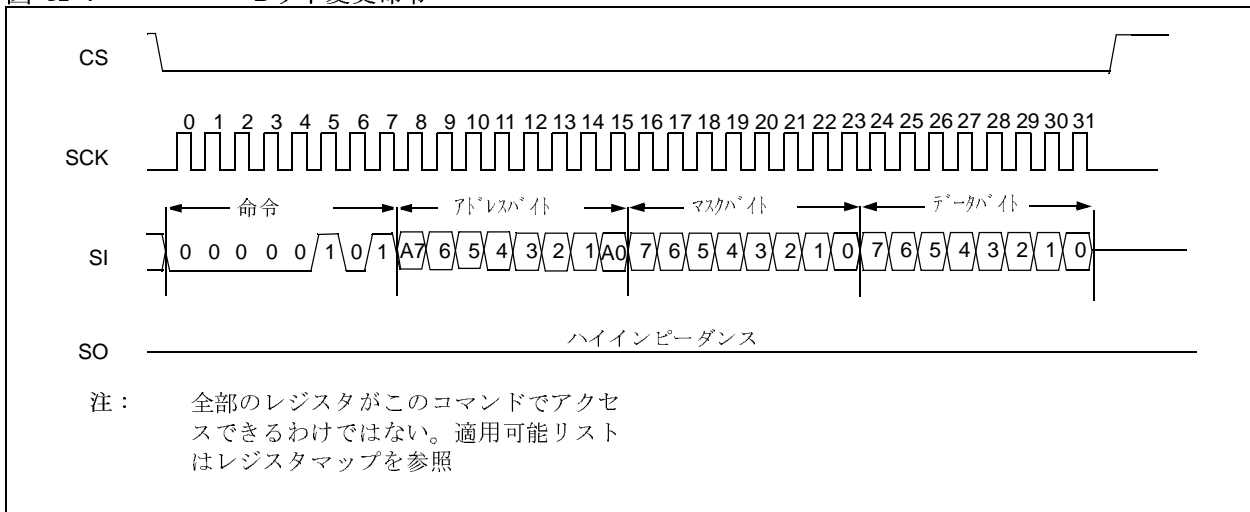 CS
0 1 2 3 4 5 6 7 8 9 10 11 12 13 14 15 16 17 18 19 20 21 22 23 24 25 26 27 28 29 30 31
SCK
命令 ｱﾄﾞﾚｽﾊﾞｲﾄ ﾏｽｸﾊﾞｲﾄ ﾃﾞｰﾀﾊﾞｲﾄ
SI 0 0 0 0 0 1 0 1 A7 6 5 4 3 2 1 A0 7 6 5 4 3 2 1 0 7 6 5 4 3 2 1 0
ハイインピーダンス
SO
注： 全部のレジスタがこのコマンドでアクセ
スできるわけではない。適用可能リスト
はレジスタマップを参照